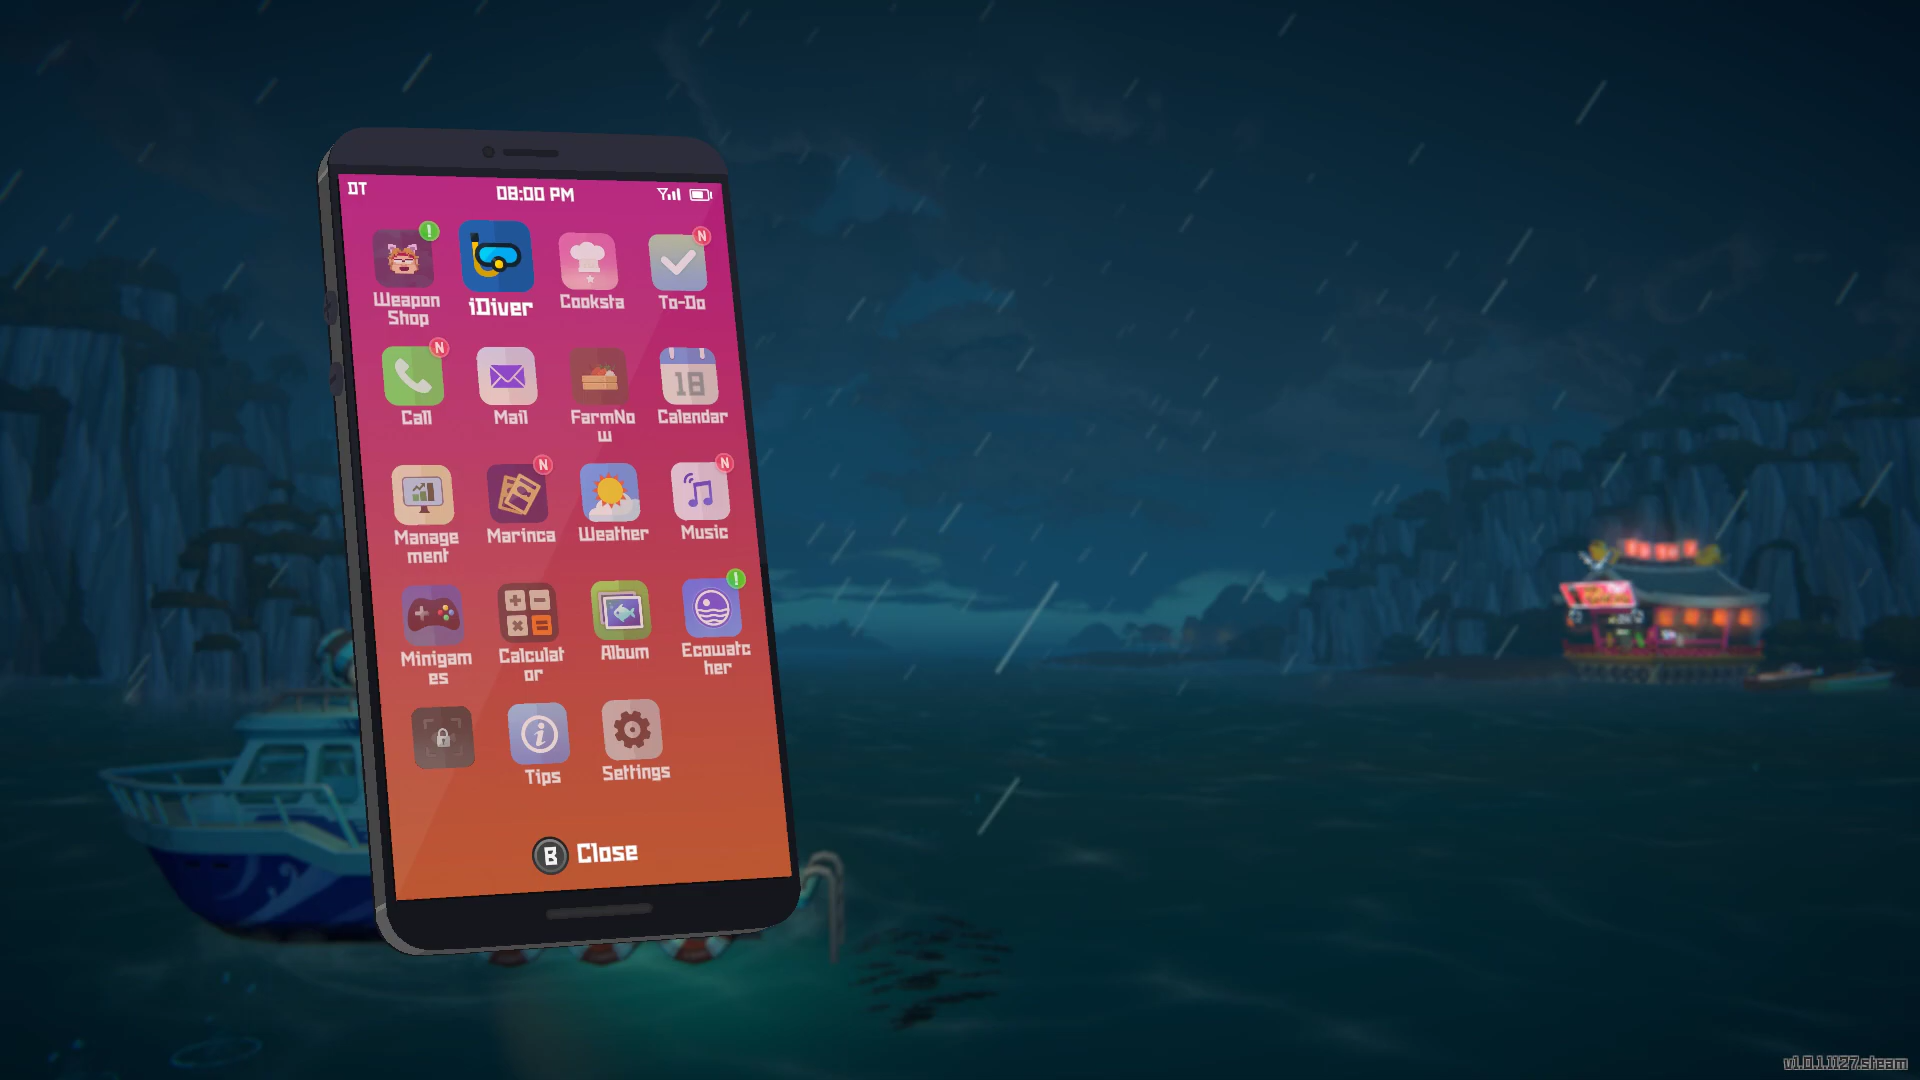 DT
08:00 PM
Weapon
Shop
iDiver
Cooksta
To-Do
N
!
Call
Mail
FarmNo
w
18
Calendar
N
Manage
ment
Marinca
Weather
Music
N
N
Minigam
es
Calculat
or
Album
Ecowatc
her
!
Tips
Settings
B Close
v1.0.1.1127.steam